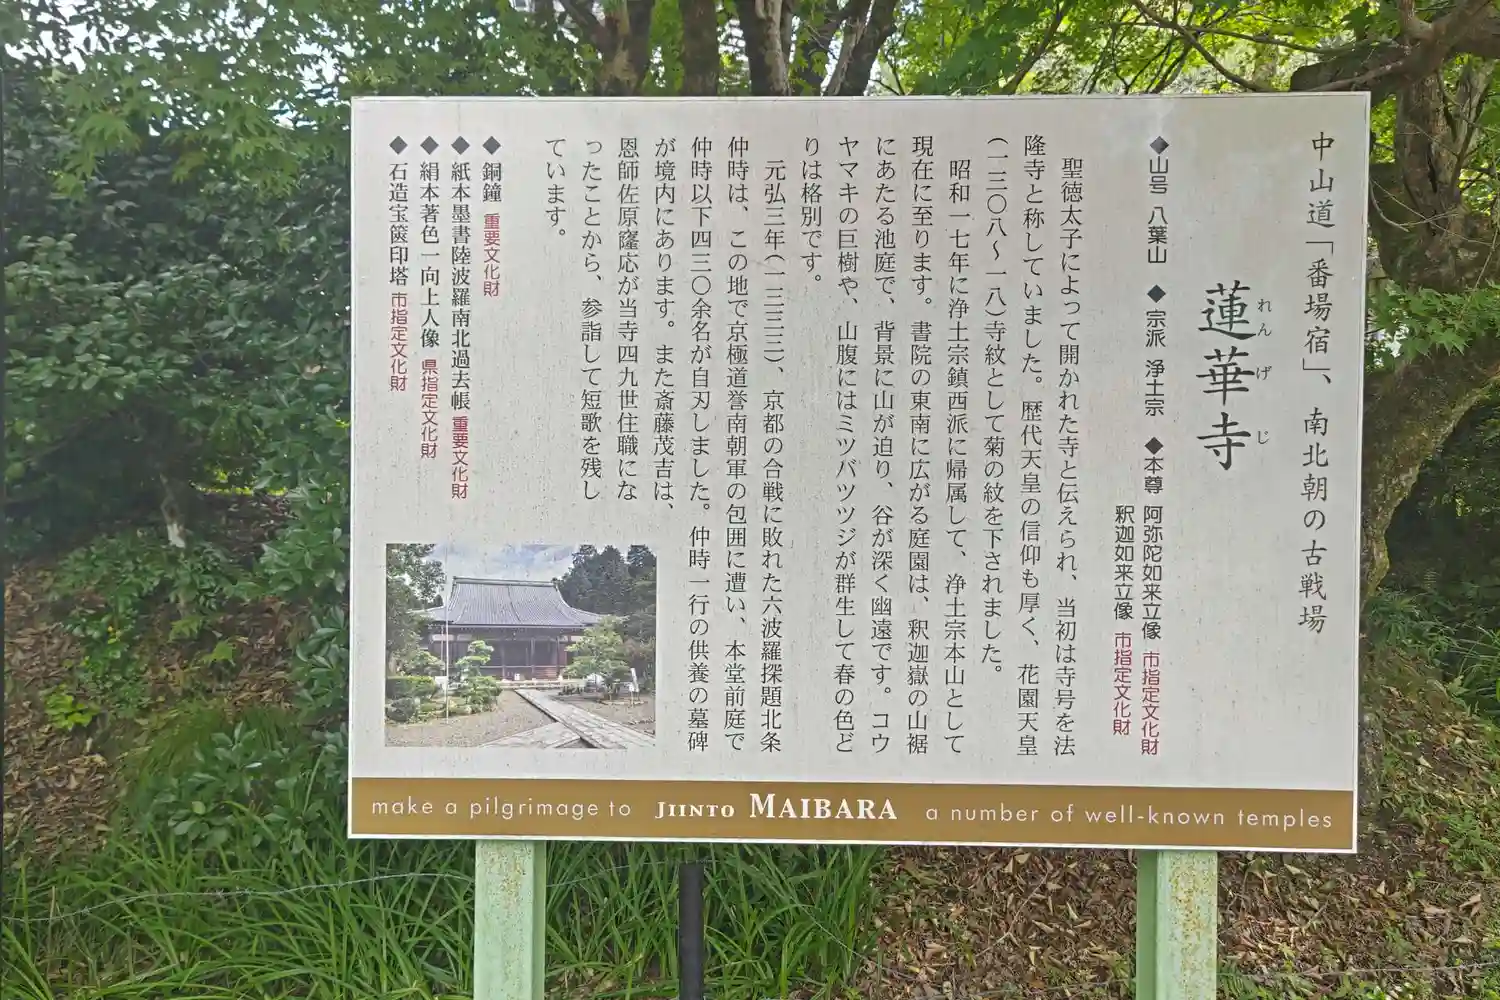 中山道「番場宿」、南北朝の古戦場
蓮華寺
れんげじ
◆山号 八葉山 ◆宗派 浄土宗 ◆本尊 阿弥陀如来立像 市指定文化財
釈迦如来立像 市指定文化財
聖徳太子によって開かれた寺と伝えられ、当初は寺号を法
隆寺と称していました。歴代天皇の信仰も厚く、花園天皇
(一三〇八～一八)寺紋として菊の紋を下されました。
昭和一七年に浄土宗鎮西派に帰属して、浄土宗本山として
現在に至ります。書院の東南に広がる庭園は、釈迦嶽の山裾
にあたる池庭で、背景に山が迫り、谷が深く幽遠です。コウ
ヤマキの巨樹や、山腹にはミツバツツジが群生して春の色ど
りは格別です。
元弘三年(一三三三)、京都の合戦に敗れた六波羅探題北条
仲時は、この地で京極道誉南朝軍の包囲に遭い、本堂前庭で
仲時以下四三〇余名が自刃しました。仲時一行の供養の墓碑
が境内にあります。また斎藤茂吉は、
恩師佐原窿応が当寺四九世住職にな
ったことから、参詣して短歌を残し
ています。
◆銅鐘 重要文化財
◆紙本墨書陸波羅南北過去帳 重要文化財
◆絹本著色一向上人像 県指定文化財
◆石造宝篋印塔 市指定文化財
make a pilgrimage to JIINTO MAIBARA a number of well-known temples